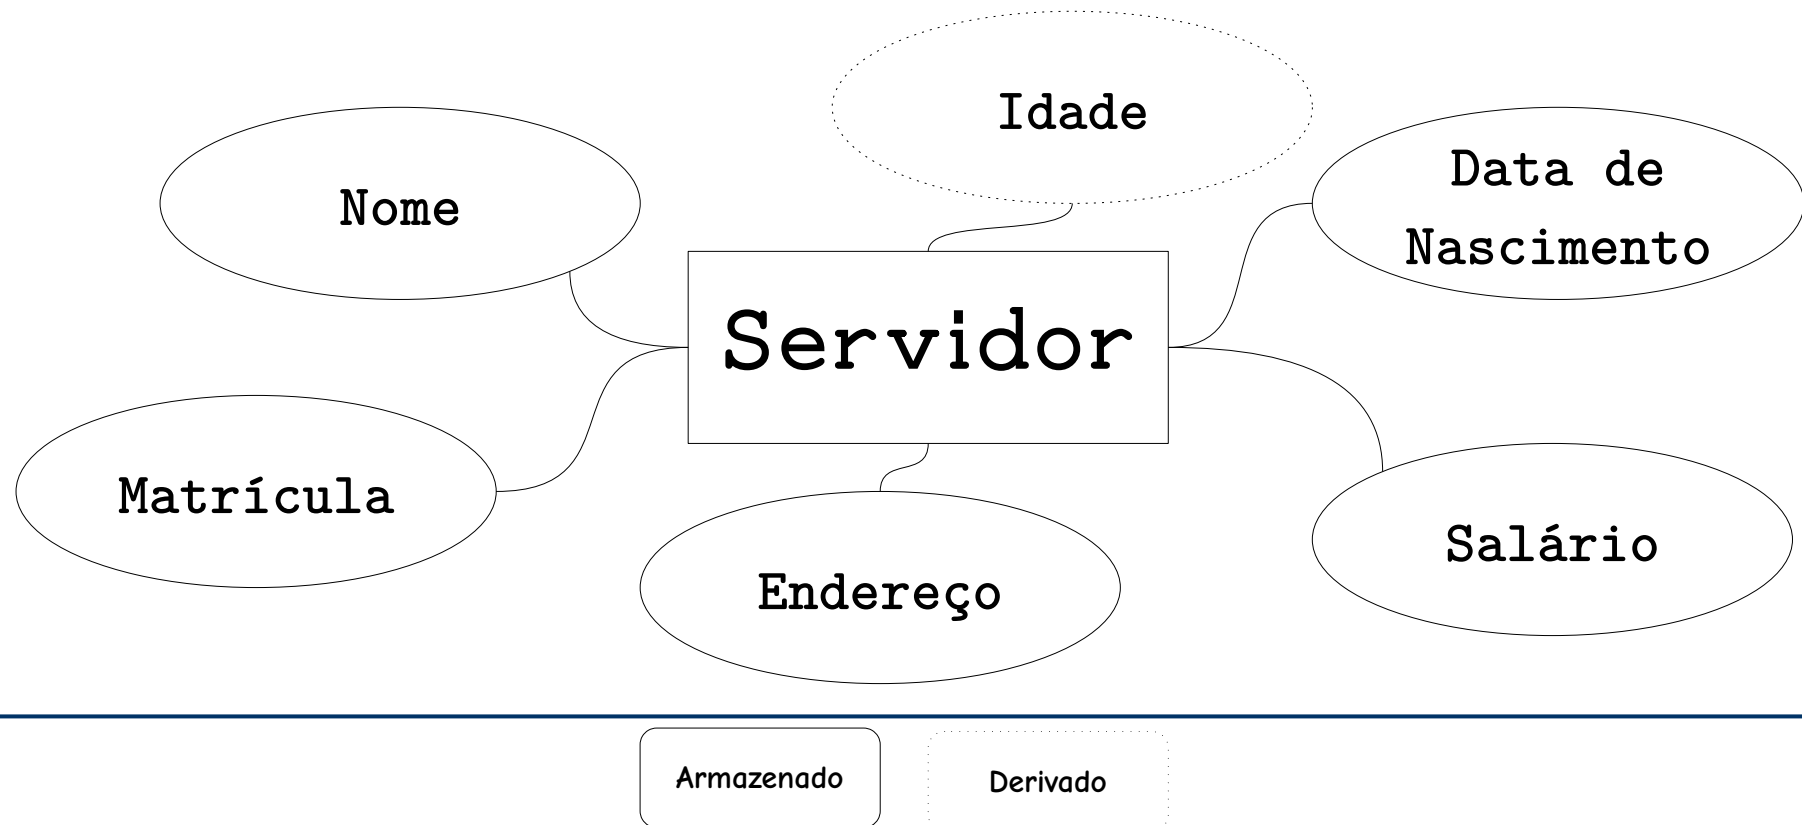 Idade
Nome
Data de
Nascimento
Servidor
Matrícula
Endereço
Salário
Armazenado
Derivado